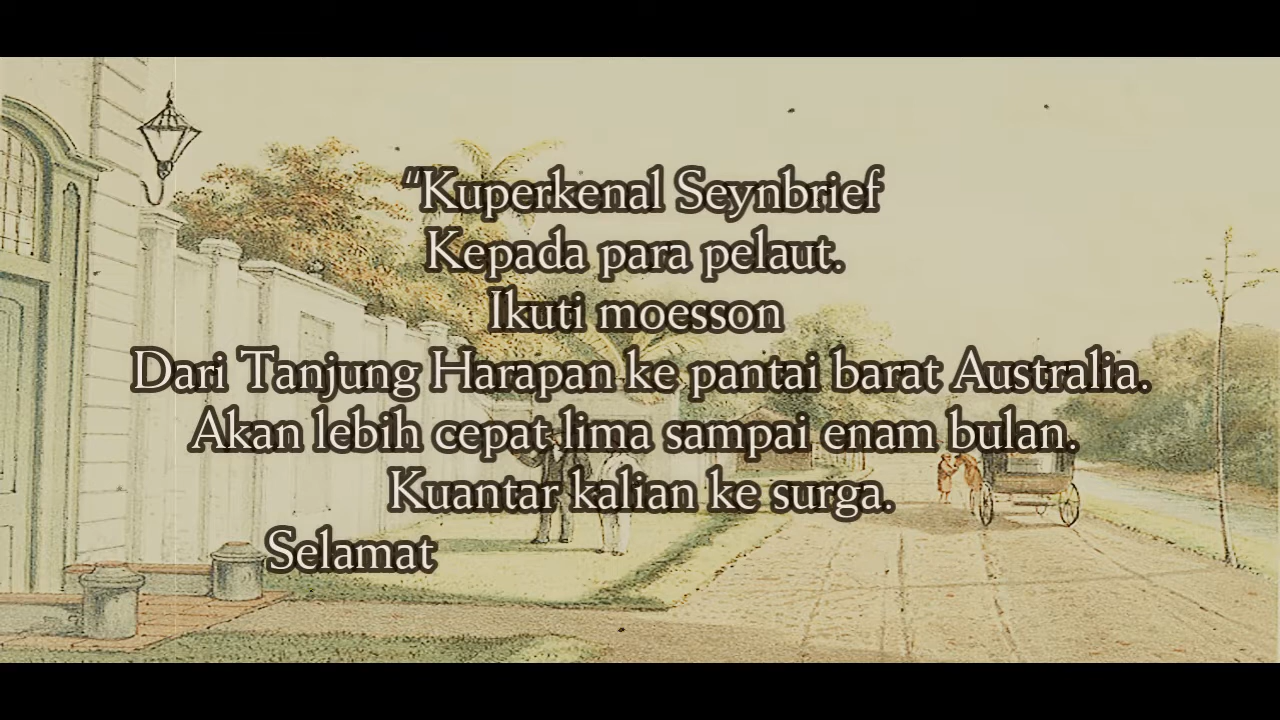 “Kuperkenal Seynbrief
Kepada para pelaut.
Ikuti moesson
Dari Tanjung Harapan ke pantai barat Australia.
Akan lebih cepat lima sampai enam bulan.
Kuantar kalian ke surga.
Selamat